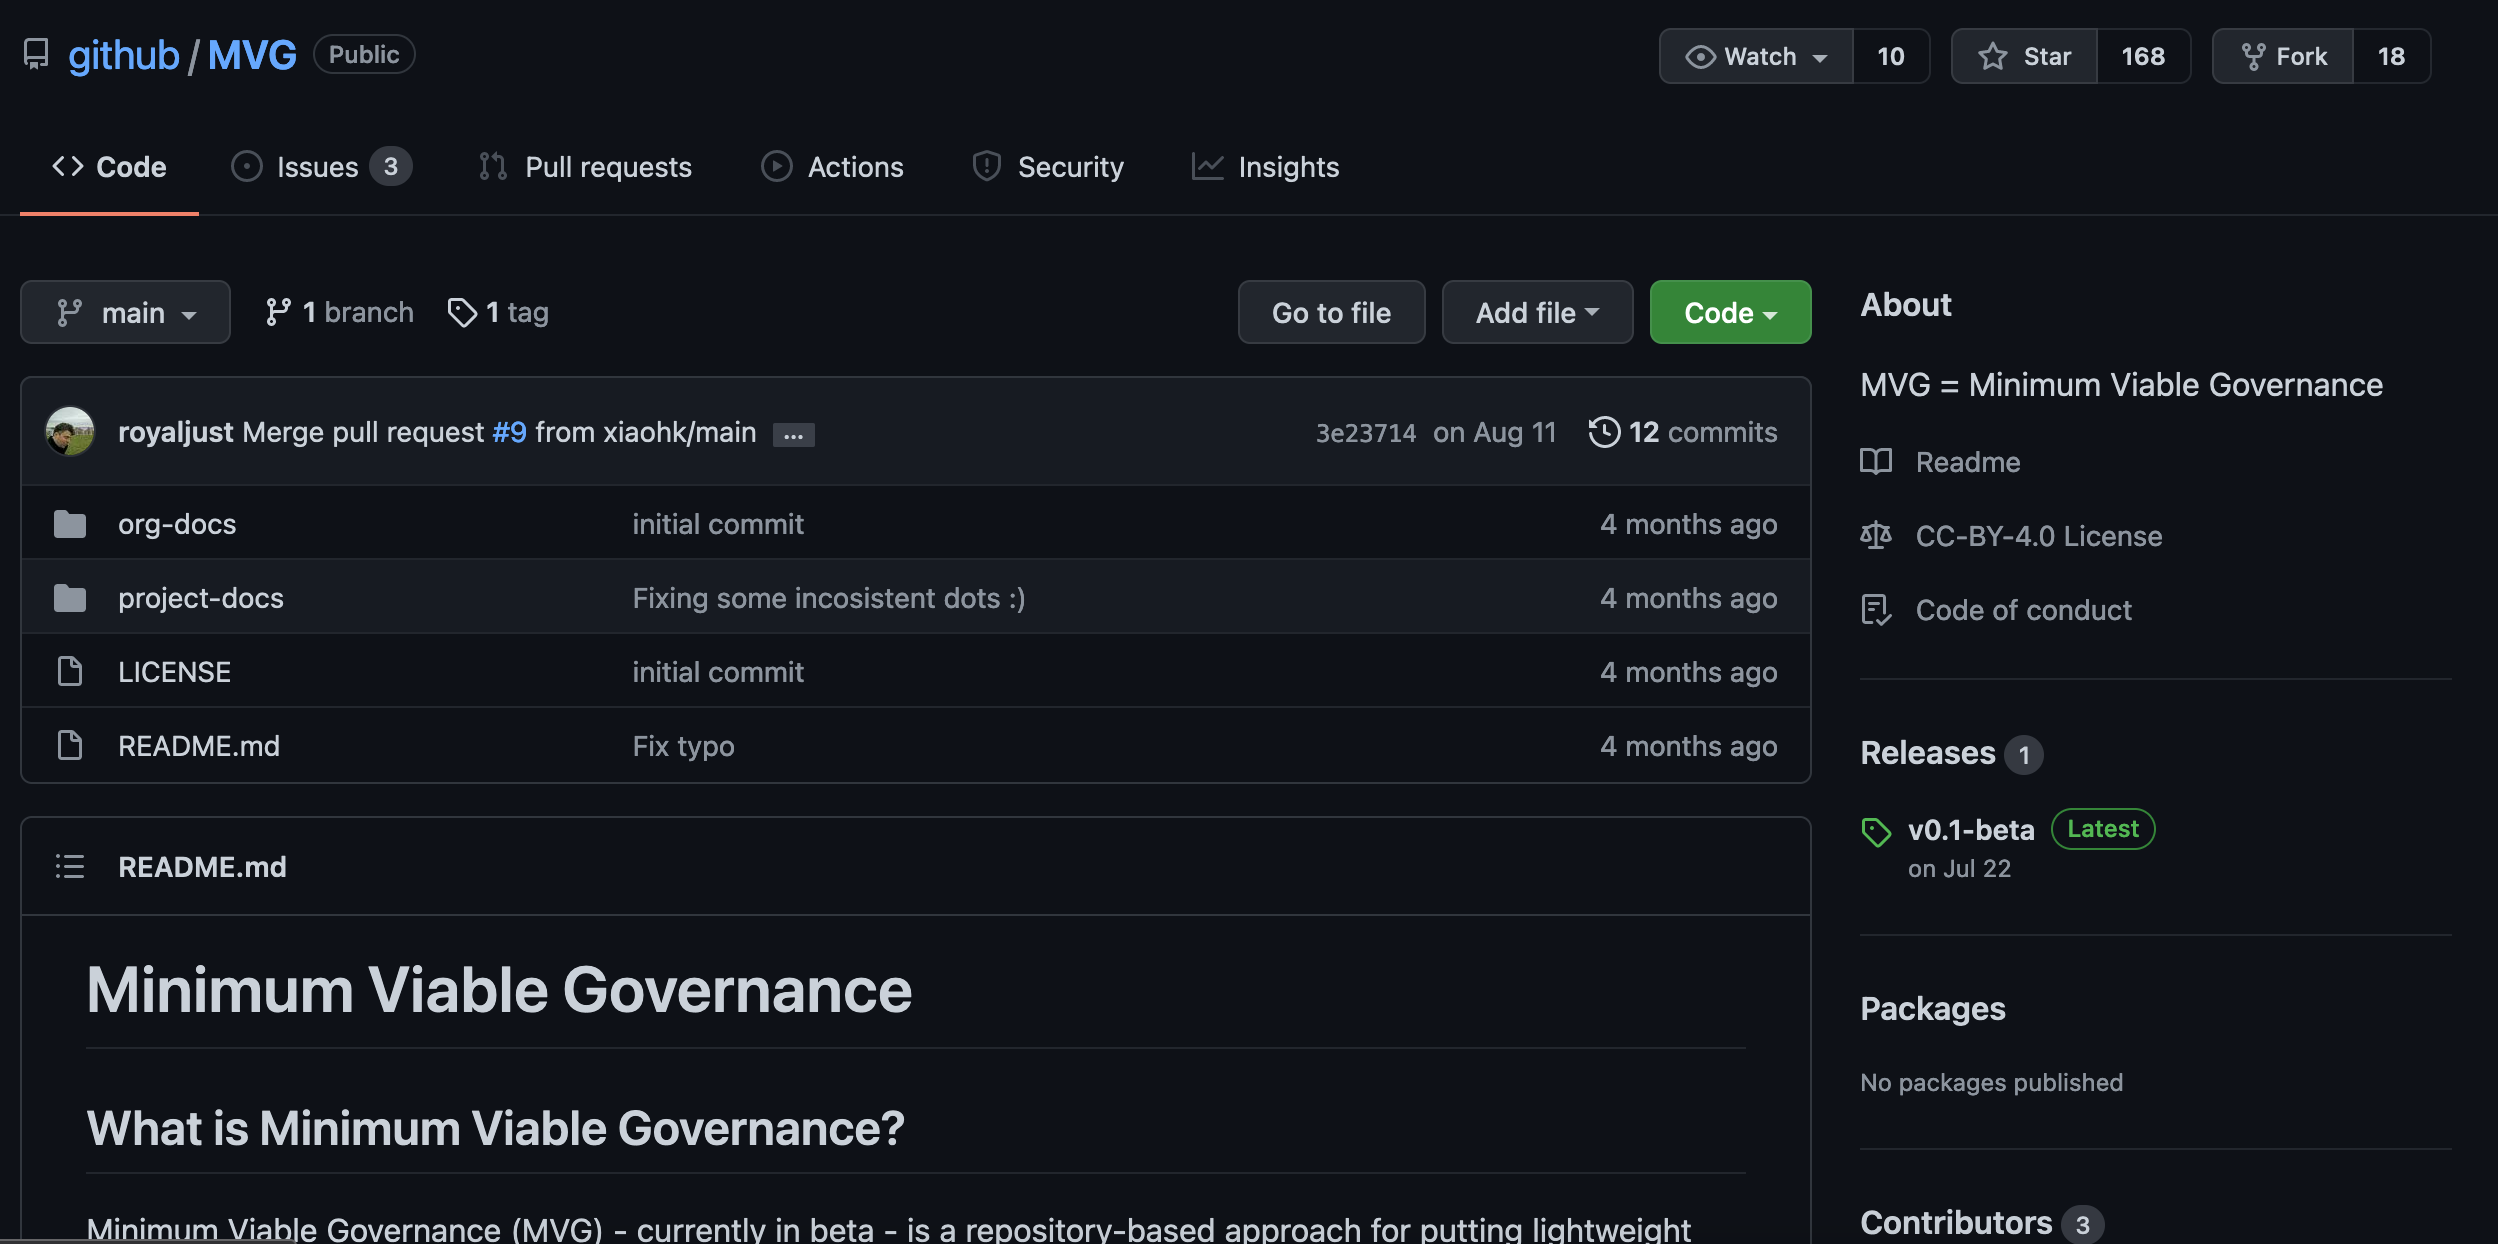 github / MVG Public
Watch 10 Star 168 Fork 18
Code Issues 3 Pull requests Actions Security Insights
main 1 branch 1 tag Go to file Add file Code
royaljust Merge pull request #9 from xiaohk/main ... 3e23714 on Aug 11 12 commits
org-docs initial commit 4 months ago
project-docs Fixing some incosistent dots :) 4 months ago
LICENSE initial commit 4 months ago
README.md Fix typo 4 months ago
README.md
Minimum Viable Governance
What is Minimum Viable Governance?
Minimum Viable Governance (MVG) - currently in beta - is a repository-based approach for putting lightweight
About
MVG = Minimum Viable Governance
Readme
CC-BY-4.0 License
Code of conduct
Releases 1
v0.1-beta Latest
on Jul 22
Packages
No packages published
Contributors 3